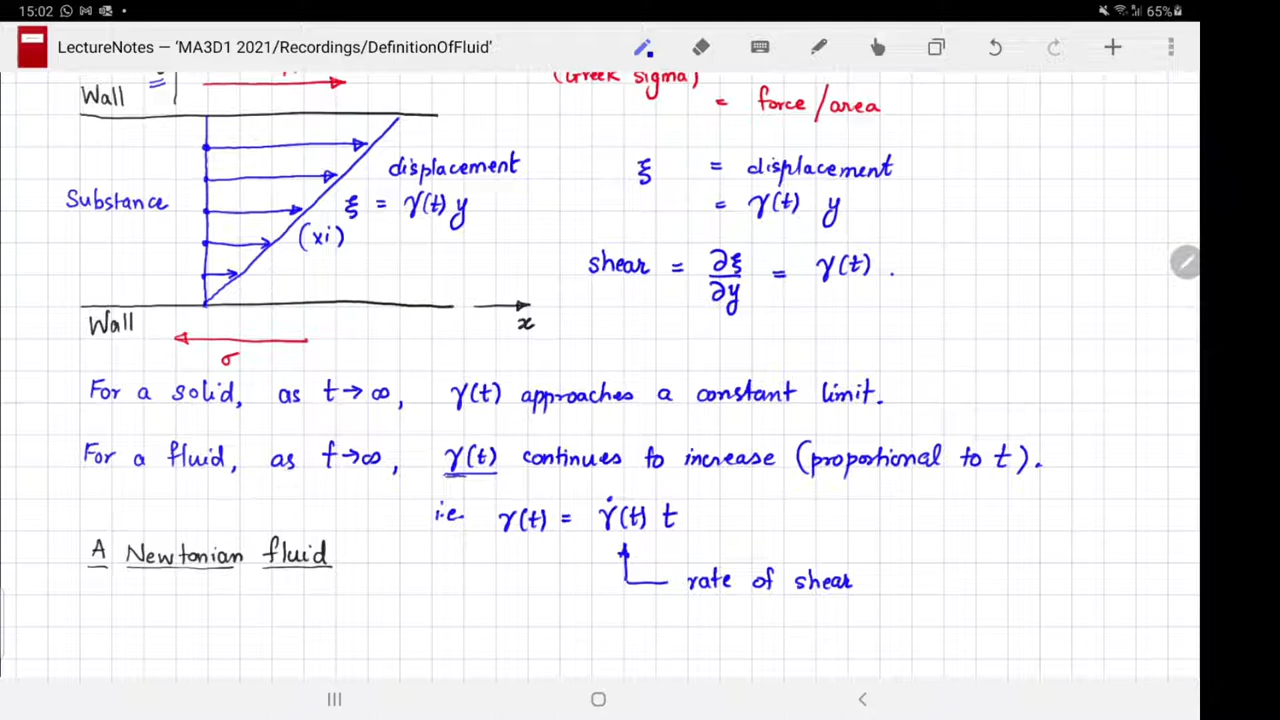 15:02 65%
LectureNotes — 'MA3D1 2021/Recordings/DefinitionOfFluid'
(Greek sigma)
= force/area
Wall
displacement
ξ = γ(t) y
(xi)
Substance
ξ = displacement
= γ(t) y
shear = ∂ξ/∂y = γ(t).
Wall
x
σ
For a solid, as t→∞, γ(t) approaches a constant limit.
For a fluid, as t→∞, γ(t) continues to increase (proportional to t).
i.e γ(t) = γ̇(t) t
A Newtonian fluid
rate of shear